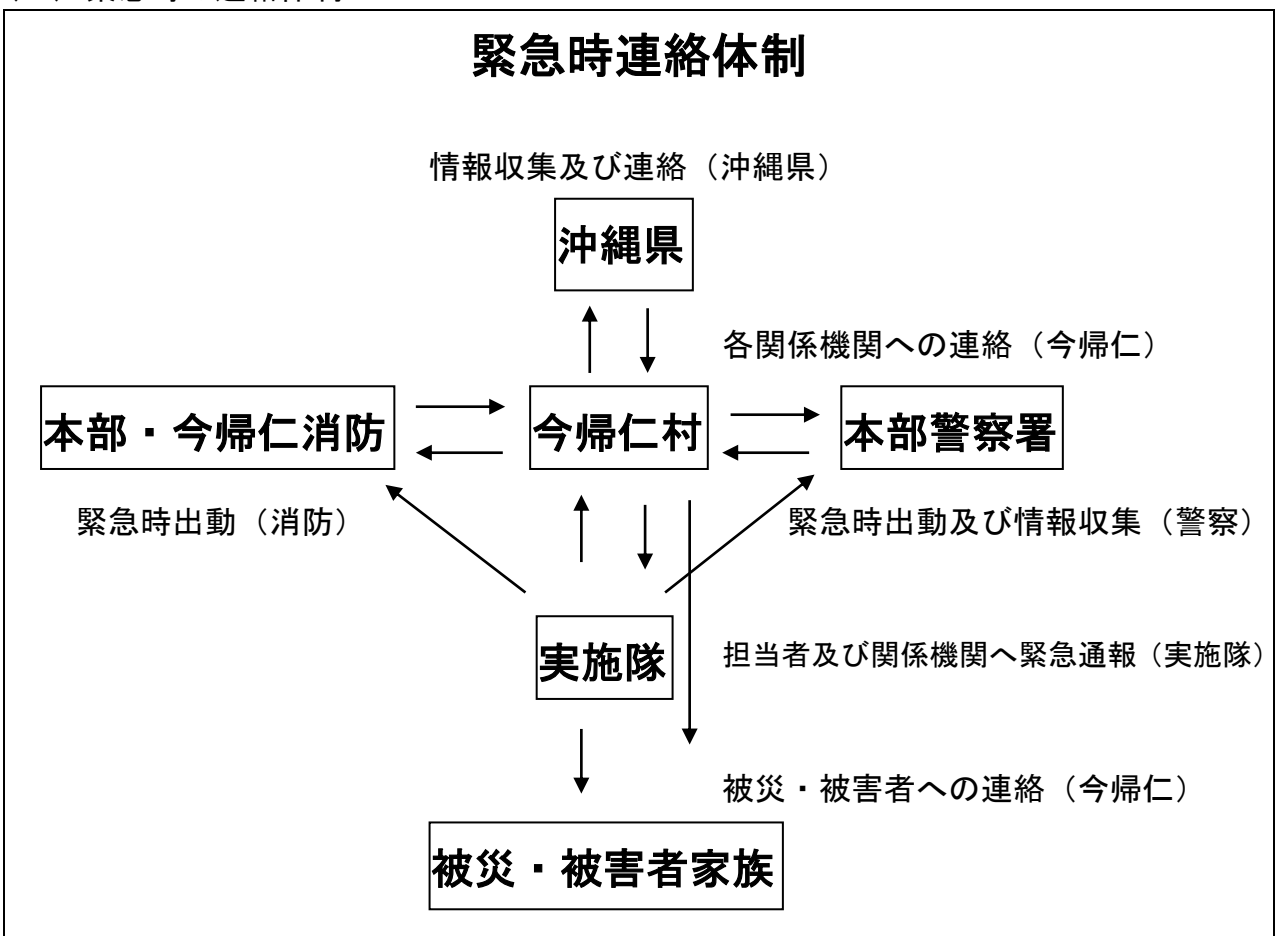 緊急時連絡体制
情報収集及び連絡（沖縄県）
沖縄県
各関係機関への連絡（今帰仁）
本部・今帰仁消防
今帰仁村
本部警察署
緊急時出動（消防）
緊急時出動及び情報収集（警察）
実施隊
担当者及び関係機関へ緊急通報（実施隊）
被災・被害者への連絡（今帰仁）
被災・被害者家族